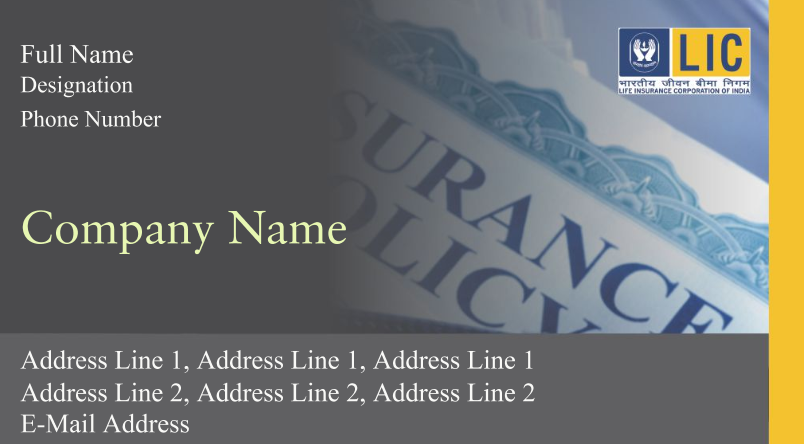 Full Name
Designation
Phone Number
LIC
भारतीय जीवन बीमा निगम
LIFE INSURANCE CORPORATION OF INDIA
SURANCE
OLICY
Company Name
Address Line 1, Address Line 1, Address Line 1
Address Line 2, Address Line 2, Address Line 2
E-Mail Address